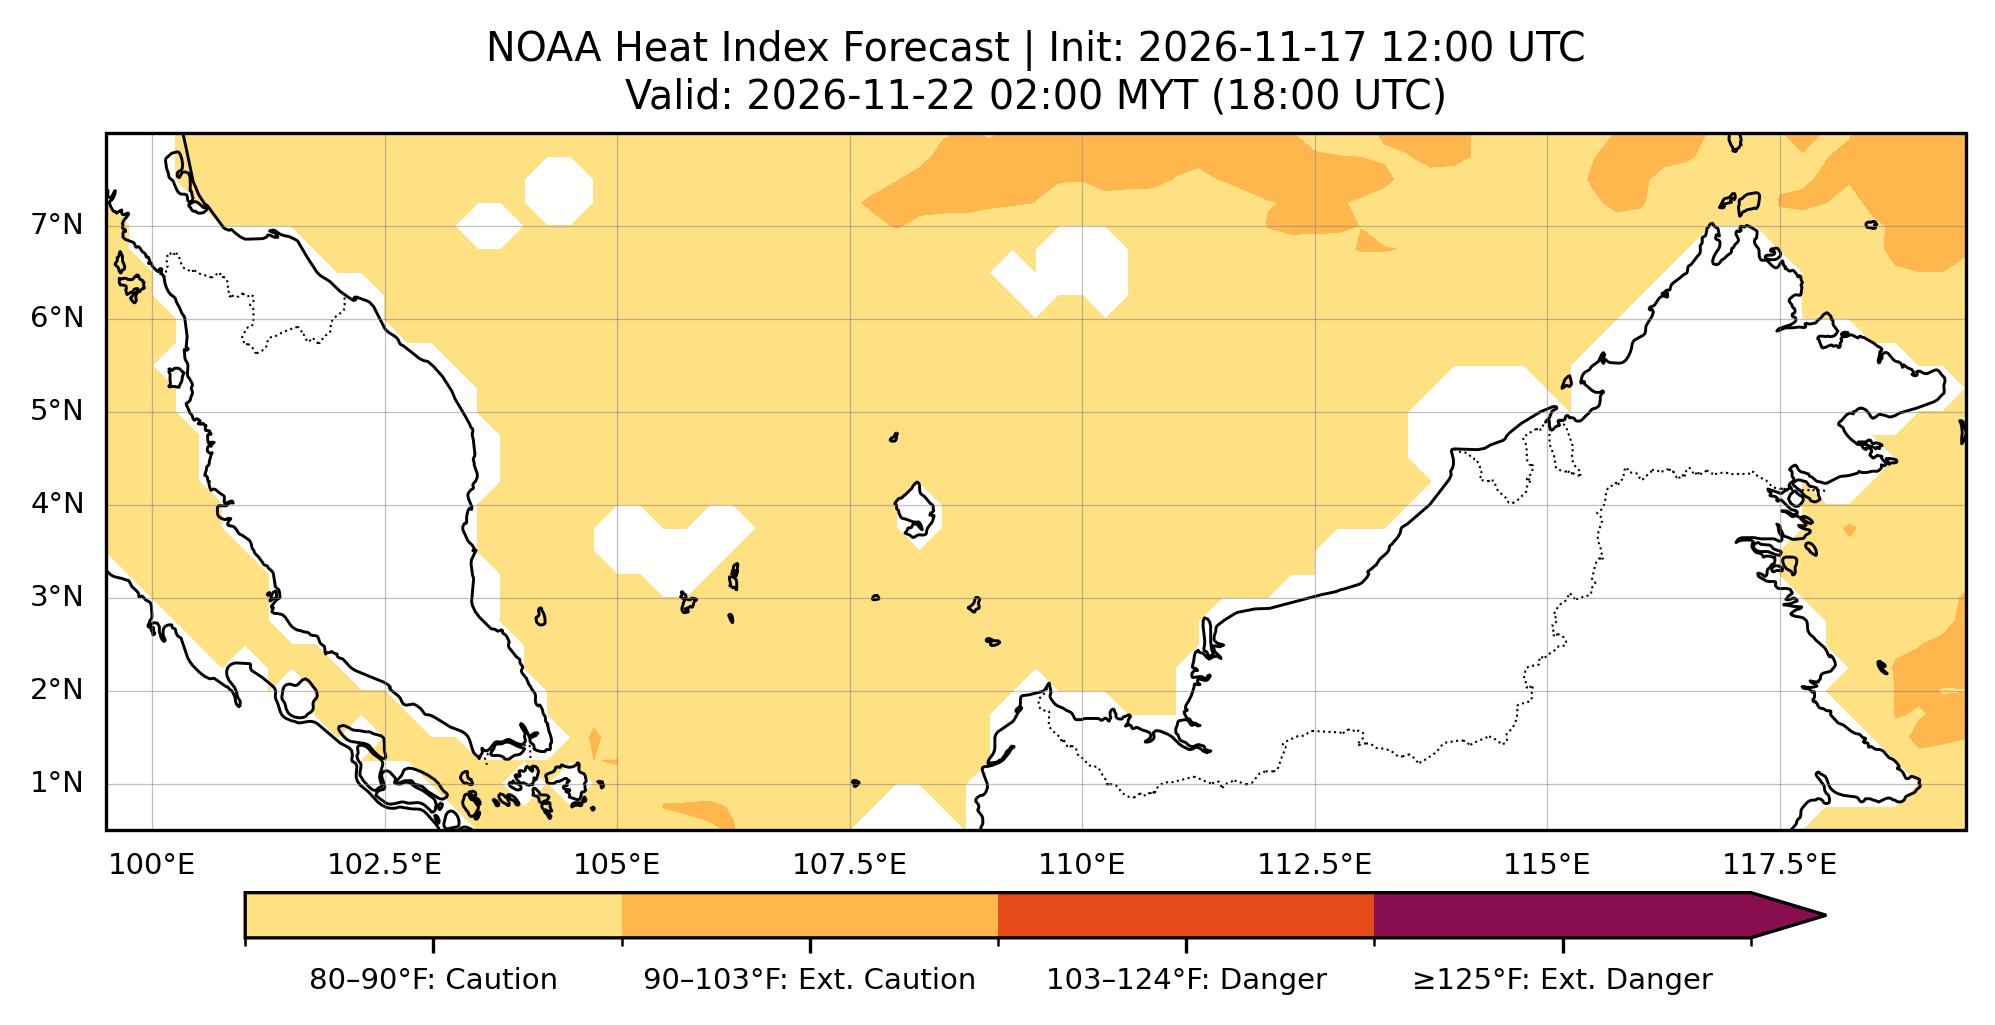 NOAA Heat Index Forecast | Init: 2026-11-17 12:00 UTC
Valid: 2026-11-22 02:00 MYT (18:00 UTC)
7°N
6°N
5°N
4°N
3°N
2°N
1°N
100°E 102.5°E 105°E 107.5°E 110°E 112.5°E 115°E 117.5°E
80–90°F: Caution 90–103°F: Ext. Caution 103–124°F: Danger ≥125°F: Ext. Danger